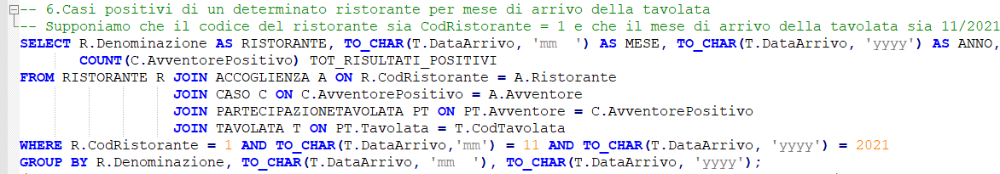 -- 6.Casi positivi di un determinato ristorante per mese di arrivo della tavolata
-- Supponiamo che il codice del ristorante sia CodRistorante = 1 e che il mese di arrivo della tavolata sia 11/2021
SELECT R.Denominazione AS RISTORANTE, TO_CHAR(T.DataArrivo, 'mm  ') AS MESE, TO_CHAR(T.DataArrivo, 'yyyy') AS ANNO,
COUNT(C.AvventorePositivo) TOT_RISULTATI_POSITIVI
FROM RISTORANTE R JOIN ACCOGLIENZA A ON R.CodRistorante = A.Ristorante
JOIN CASO C ON C.AvventorePositivo = A.Avventore
JOIN PARTECIPAZIONETAVOLATA PT ON PT.Avventore = C.AvventorePositivo
JOIN TAVOLATA T ON PT.Tavolata = T.CodTavolata
WHERE R.CodRistorante = 1 AND TO_CHAR(T.DataArrivo,'mm') = 11 AND TO_CHAR(T.DataArrivo, 'yyyy') = 2021
GROUP BY R.Denominazione, TO_CHAR(T.DataArrivo, 'mm  '), TO_CHAR(T.DataArrivo, 'yyyy');